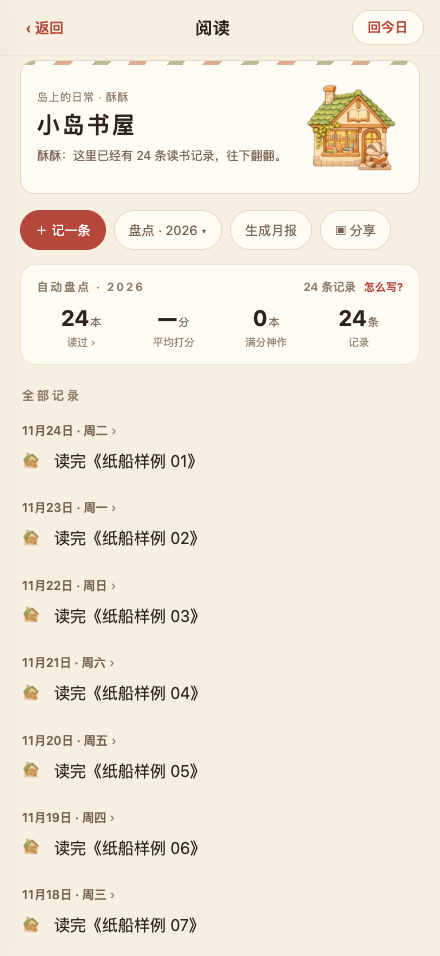 ‹ 返回
阅读
回今日
岛上的日常 · 酥酥
小岛书屋
酥酥：这里已经有 24 条读书记录，往下翻翻。
＋ 记一条
盘点 · 2026 ▾
生成月报
▣ 分享
自动盘点 · 2026
24 条记录 怎么写?
24本
一分
0本
24条
读过 ›
平均打分
满分神作
记录
全部记录
11月24日 · 周二 ›
读完《纸船样例 01》
11月23日 · 周一 ›
读完《纸船样例 02》
11月22日 · 周日 ›
读完《纸船样例 03》
11月21日 · 周六 ›
读完《纸船样例 04》
11月20日 · 周五 ›
读完《纸船样例 05》
11月19日 · 周四 ›
读完《纸船样例 06》
11月18日 · 周三 ›
读完《纸船样例 07》